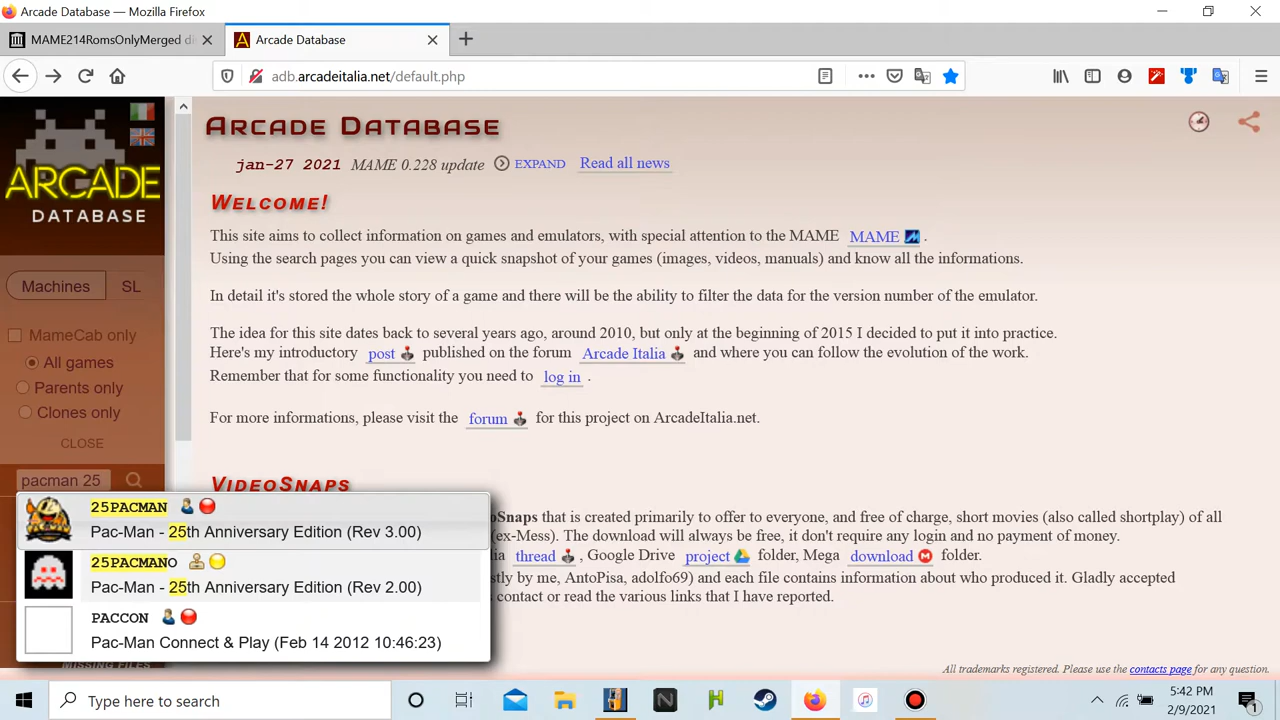 Arcade Database — Mozilla Firefox
MAME214RomsOnlyMerged di
Arcade Database
adb.arcadeitalia.net/default.php
ARCADE
DATABASE
Machines
SL
MameCab only
All games
Parents only
Clones only
CLOSE
pacman 25
ARCADE DATABASE
jan-27 2021 MAME 0.228 update EXPAND Read all news
WELCOME!
This site aims to collect information on games and emulators, with special attention to the MAME MAME .
Using the search pages you can view a quick snapshot of your games (images, videos, manuals) and know all the informations.
In detail it's stored the whole story of a game and there will be the ability to filter the data for the version number of the emulator.
The idea for this site dates back to several years ago, around 2010, but only at the beginning of 2015 I decided to put it into practice.
Here's my introductory post published on the forum Arcade Italia and where you can follow the evolution of the work.
Remember that for some functionality you need to log in .
For more informations, please visit the forum for this project on ArcadeItalia.net.
VIDEOSNAPS
oSnaps that is created primarily to offer to everyone, and free of charge, short movies (also called shortplay) of all
(ex-Mess). The download will always be free, it don't require any login and no payment of money.
thread , Google Drive project folder, Mega download folder.
stly by me, AntoPisa, adolfo69) and each file contains information about who produced it. Gladly accepted
contact or read the various links that I have reported.
25PACMAN
Pac-Man - 25th Anniversary Edition (Rev 3.00)
25PACMANO
Pac-Man - 25th Anniversary Edition (Rev 2.00)
PACCON
Pac-Man Connect & Play (Feb 14 2012 10:46:23)
MISSING FILES
All trademarks registered. Please use the contacts page for any question.
Type here to search
5:42 PM
2/9/2021
1